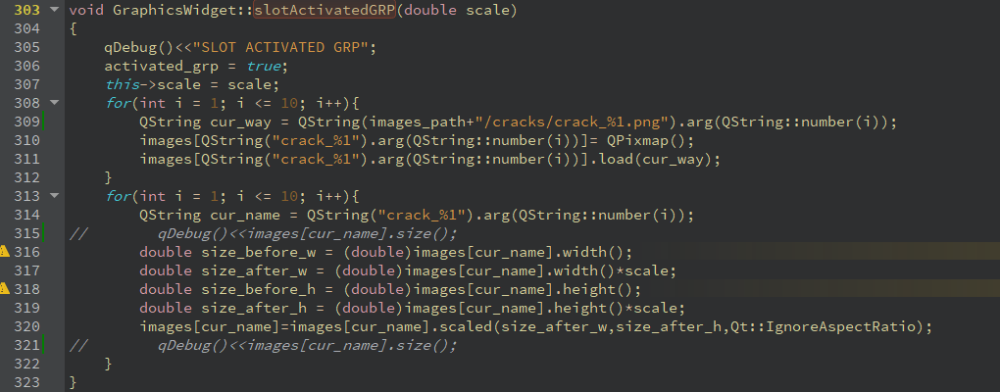 303 void GraphicsWidget::slotActivatedGRP(double scale)
304 {
305     qDebug()<<"SLOT ACTIVATED GRP";
306     activated_grp = true;
307     this->scale = scale;
308     for(int i = 1; i <= 10; i++){
309         QString cur_way = QString(images_path+"/cracks/crack_%1.png").arg(QString::number(i));
310         images[QString("crack_%1").arg(QString::number(i))]= QPixmap();
311         images[QString("crack_%1").arg(QString::number(i))].load(cur_way);
312     }
313     for(int i = 1; i <= 10; i++){
314         QString cur_name = QString("crack_%1").arg(QString::number(i));
315 //        qDebug()<<images[cur_name].size();
316         double size_before_w = (double)images[cur_name].width();
317         double size_after_w = (double)images[cur_name].width()*scale;
318         double size_before_h = (double)images[cur_name].height();
319         double size_after_h = (double)images[cur_name].height()*scale;
320         images[cur_name]=images[cur_name].scaled(size_after_w,size_after_h,Qt::IgnoreAspectRatio);
321 //        qDebug()<<images[cur_name].size();
322     }
323 }